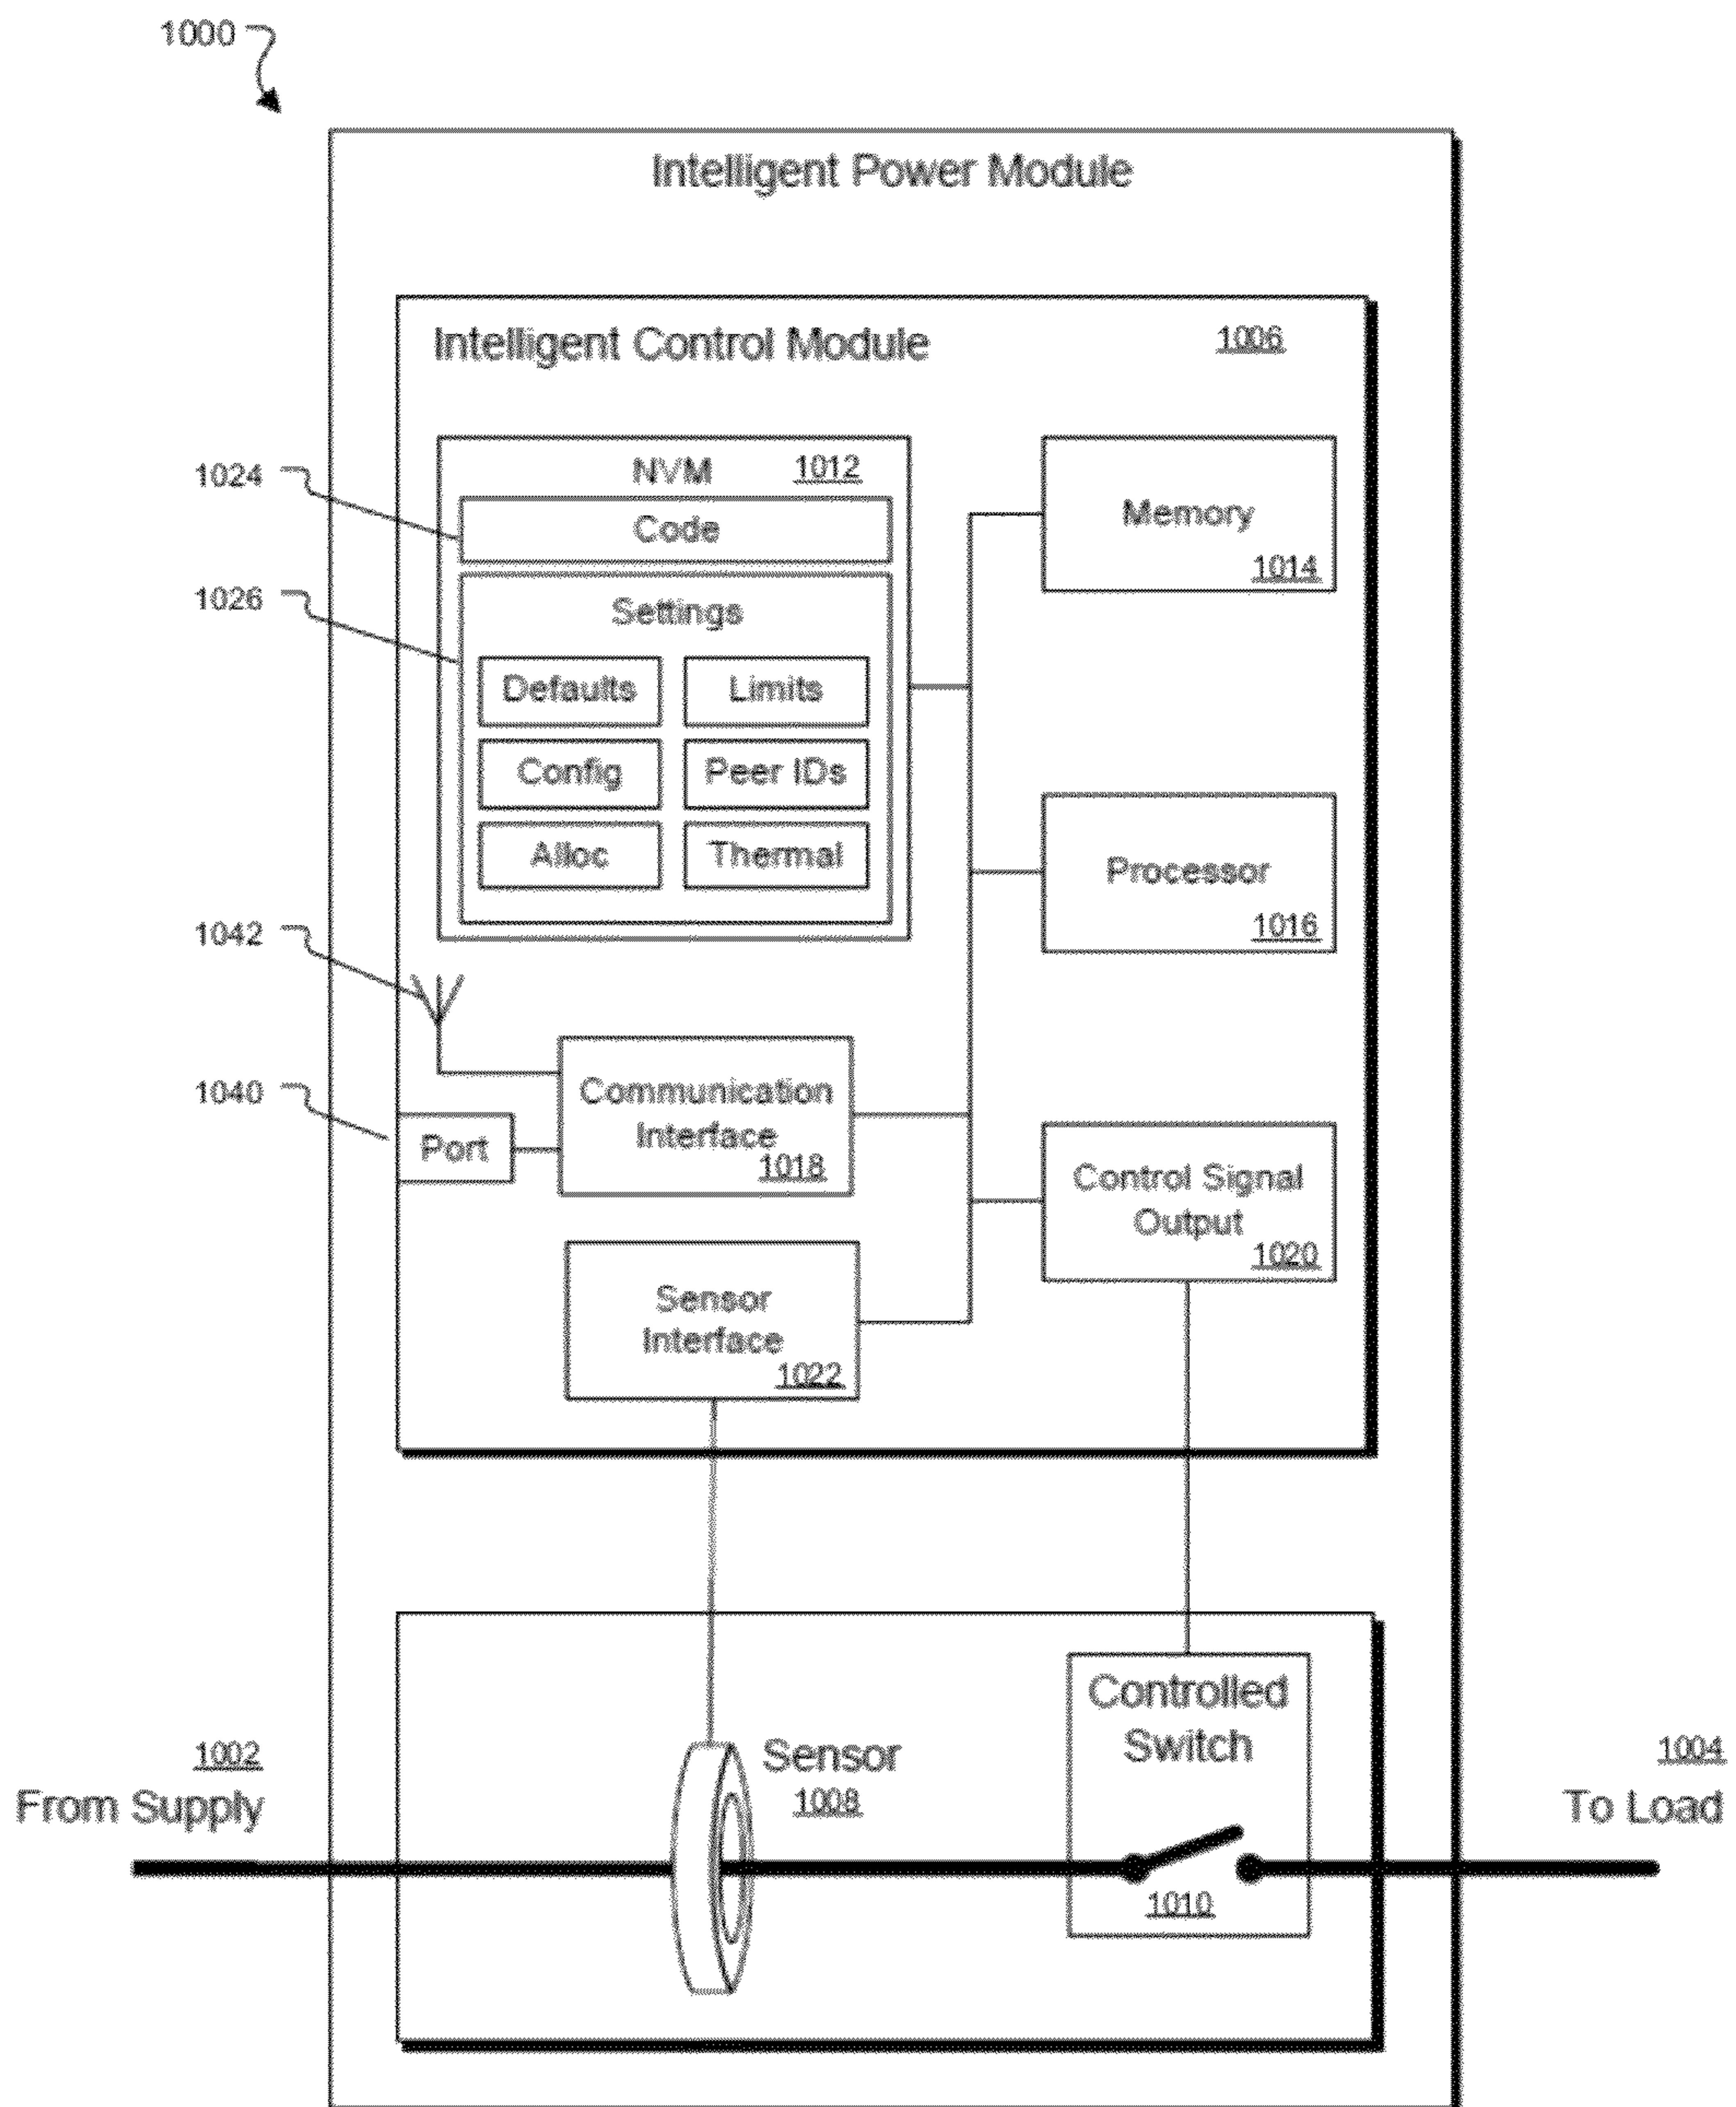 1000
Intelligent Power Module
Intelligent Control Module
1006
NVM
1012
1024
Code
Memory
1014
1026
Settings
Defaults
Limits
Config
Peer IDs
Alloc
Thermal
Processor
1016
1042
1040
Port
Communication
Interface
1018
Control Signal
Output
1020
Sensor
Interface
1022
Controlled
Switch
1010
Sensor
1008
1002
From Supply
1004
To Load